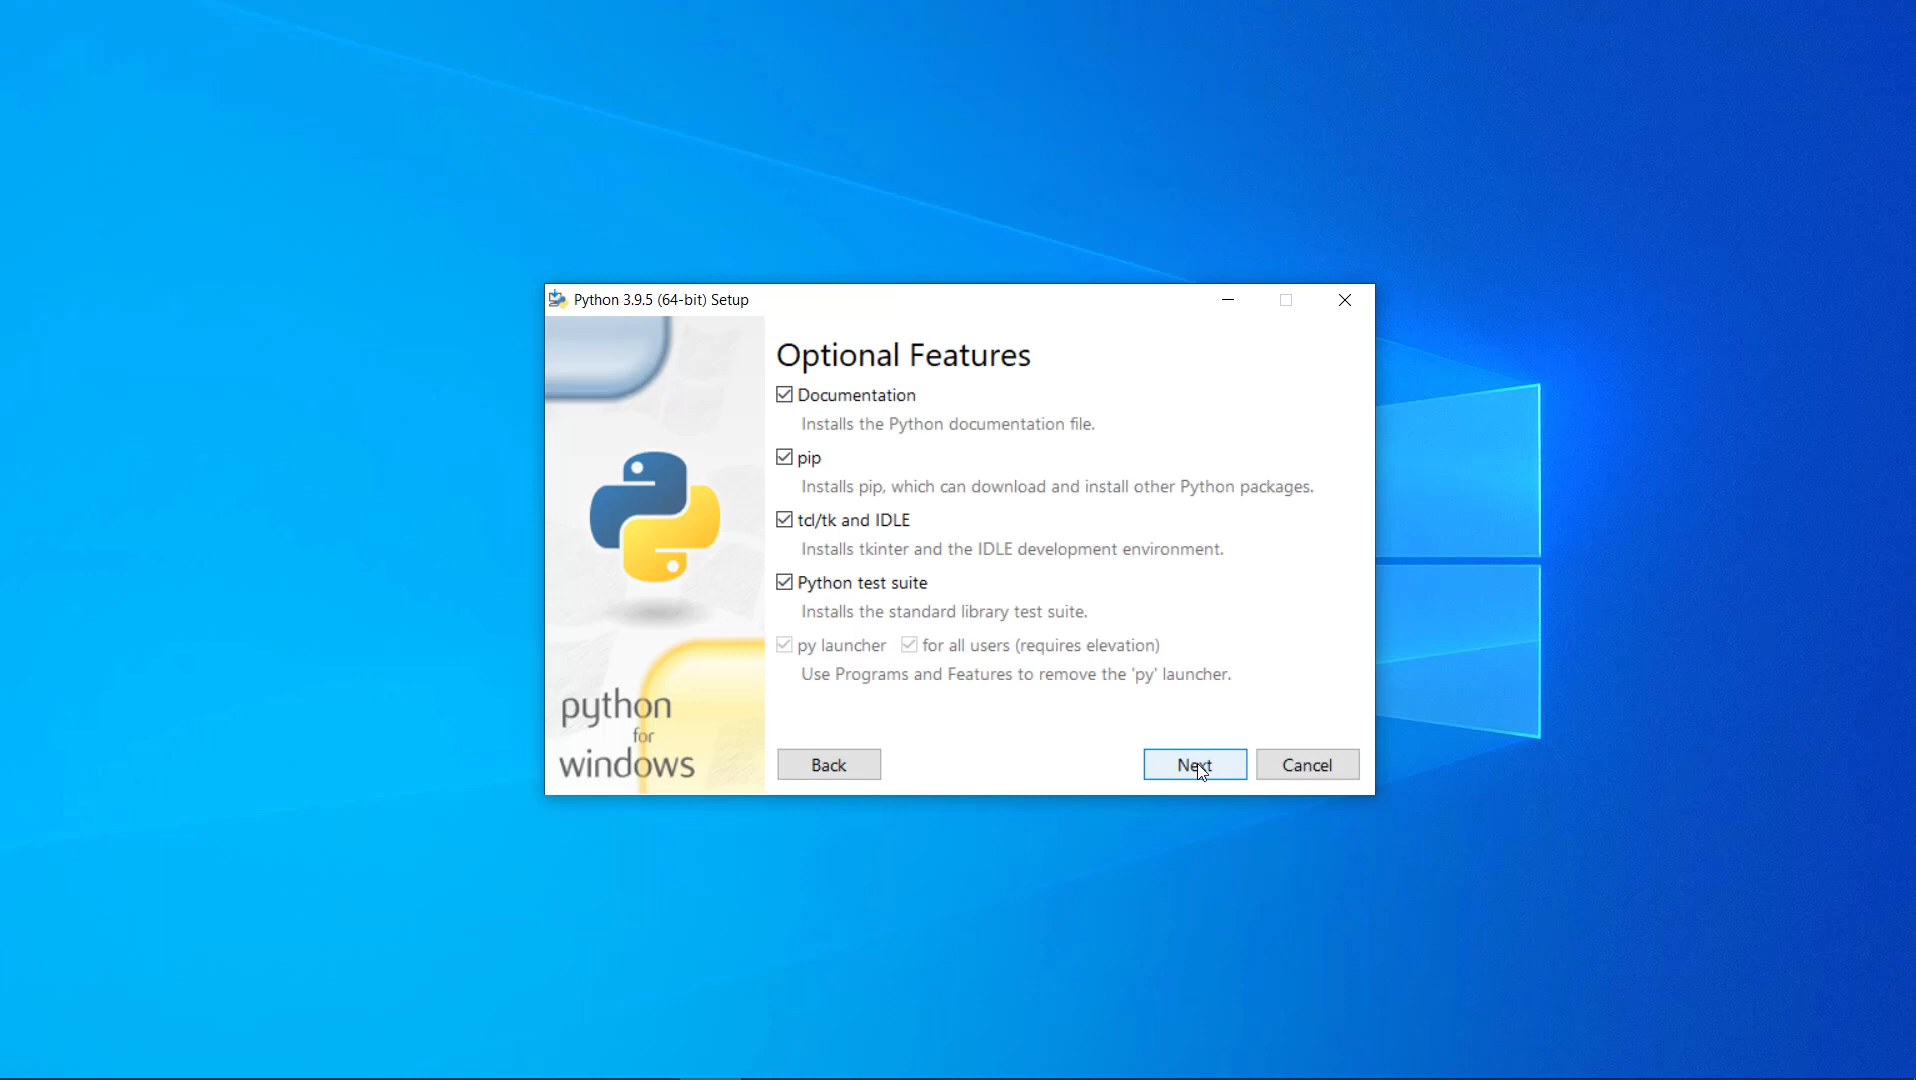 Python 3.9.5 (64-bit) Setup
Optional Features
Documentation
Installs the Python documentation file.
pip
Installs pip, which can download and install other Python packages.
tcl/tk and IDLE
Installs tkinter and the IDLE development environment.
Python test suite
Installs the standard library test suite.
py launcher for all users (requires elevation)
Use Programs and Features to remove the 'py' launcher.
python
for
windows
Back Next Cancel